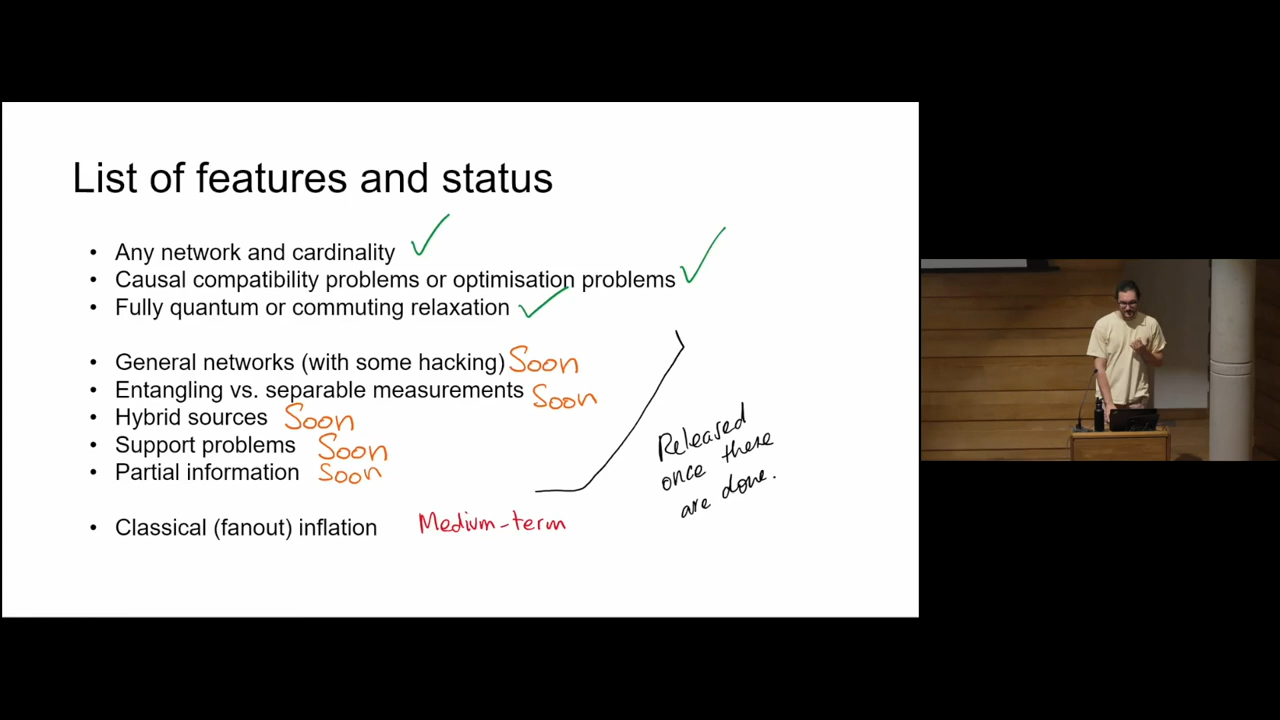 List of features and status
• Any network and cardinality
• Causal compatibility problems or optimisation problems
• Fully quantum or commuting relaxation
• General networks (with some hacking) Soon
• Entangling vs. separable measurements Soon
• Hybrid sources Soon
• Support problems Soon
• Partial information Soon
Released
once there
are done.
• Classical (fanout) inflation Medium-term